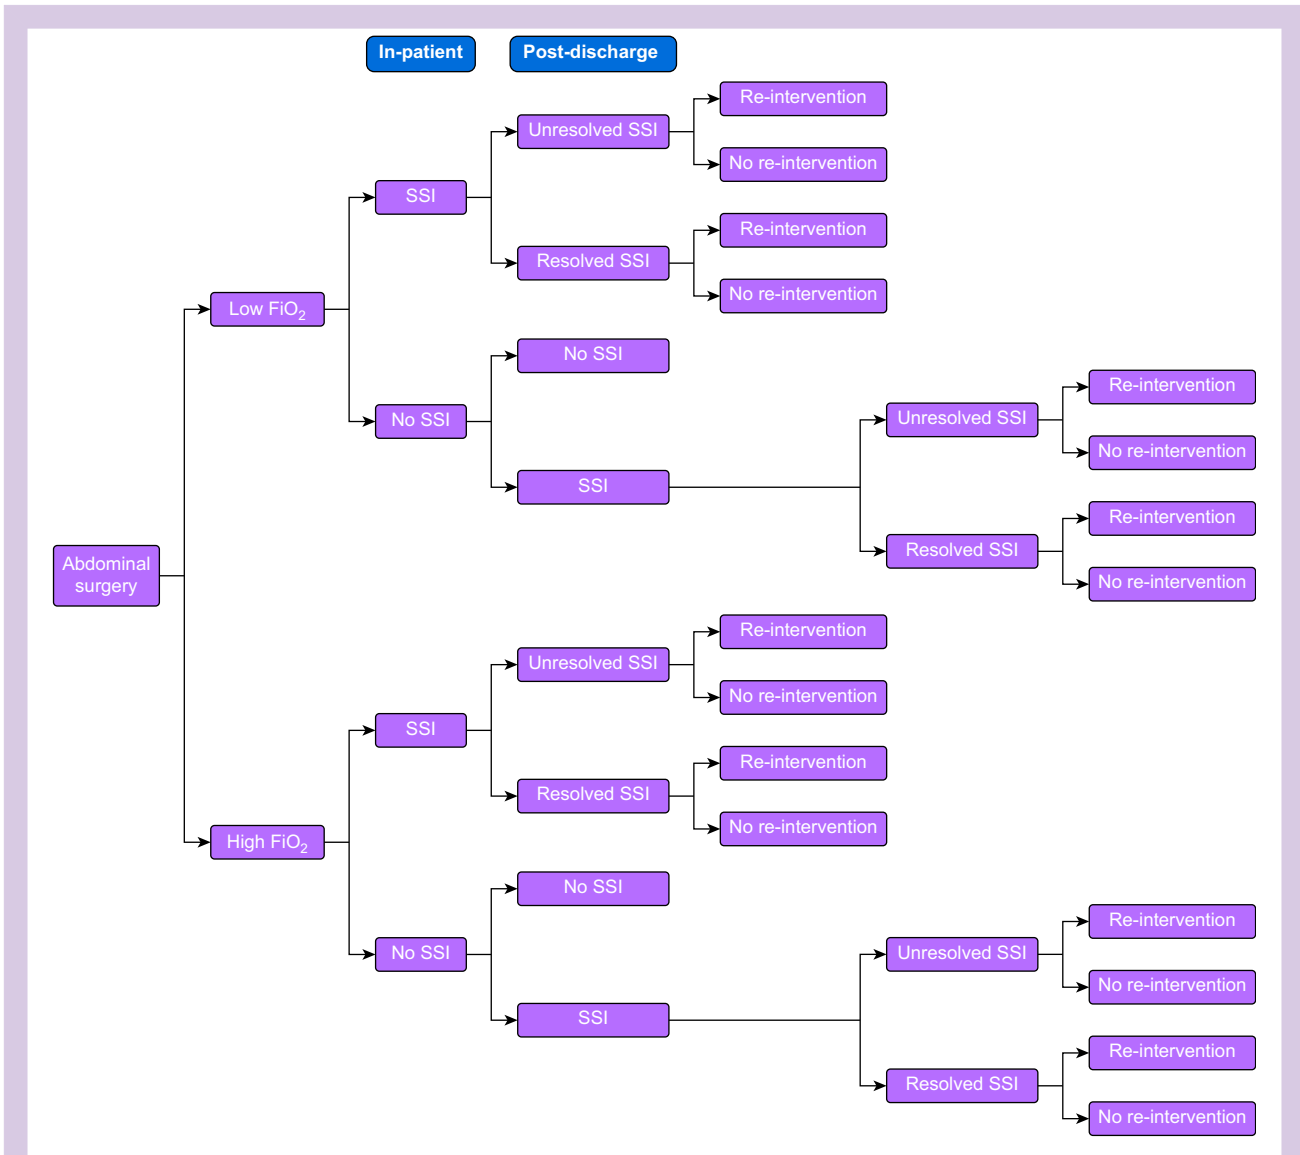 In-patient
Post-discharge
Re-intervention
Unresolved SSI
No re-intervention
SSI
Re-intervention
Resolved SSI
No re-intervention
Low FiO₂
No SSI
Re-intervention
No SSI
Unresolved SSI
No re-intervention
SSI
Re-intervention
Resolved SSI
No re-intervention
Abdominal
surgery
Re-intervention
Unresolved SSI
No re-intervention
SSI
Re-intervention
Resolved SSI
No re-intervention
High FiO₂
No SSI
Re-intervention
No SSI
Unresolved SSI
No re-intervention
SSI
Re-intervention
Resolved SSI
No re-intervention